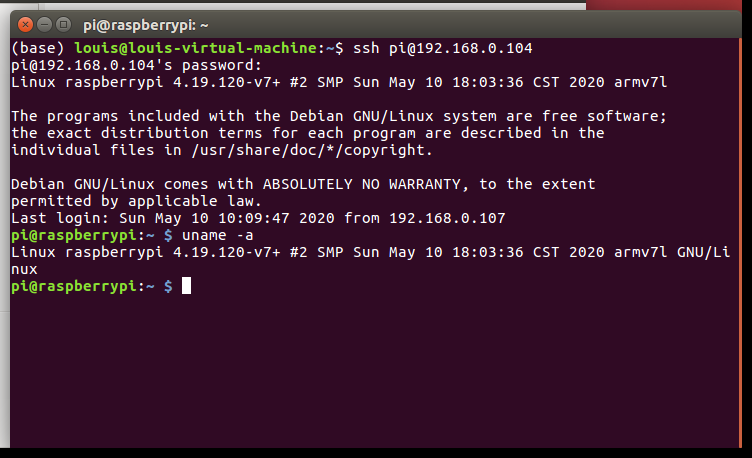 pi@raspberrypi: ~
(base) louis@louis-virtual-machine:~$ ssh pi@192.168.0.104
pi@192.168.0.104's password:
Linux raspberrypi 4.19.120-v7+ #2 SMP Sun May 10 18:03:36 CST 2020 armv7l
The programs included with the Debian GNU/Linux system are free software;
the exact distribution terms for each program are described in the
individual files in /usr/share/doc/*/copyright.
Debian GNU/Linux comes with ABSOLUTELY NO WARRANTY, to the extent
permitted by applicable law.
Last login: Sun May 10 10:09:47 2020 from 192.168.0.107
pi@raspberrypi:~ $ uname -a
Linux raspberrypi 4.19.120-v7+ #2 SMP Sun May 10 18:03:36 CST 2020 armv7l GNU/Li
nux
pi@raspberrypi:~ $